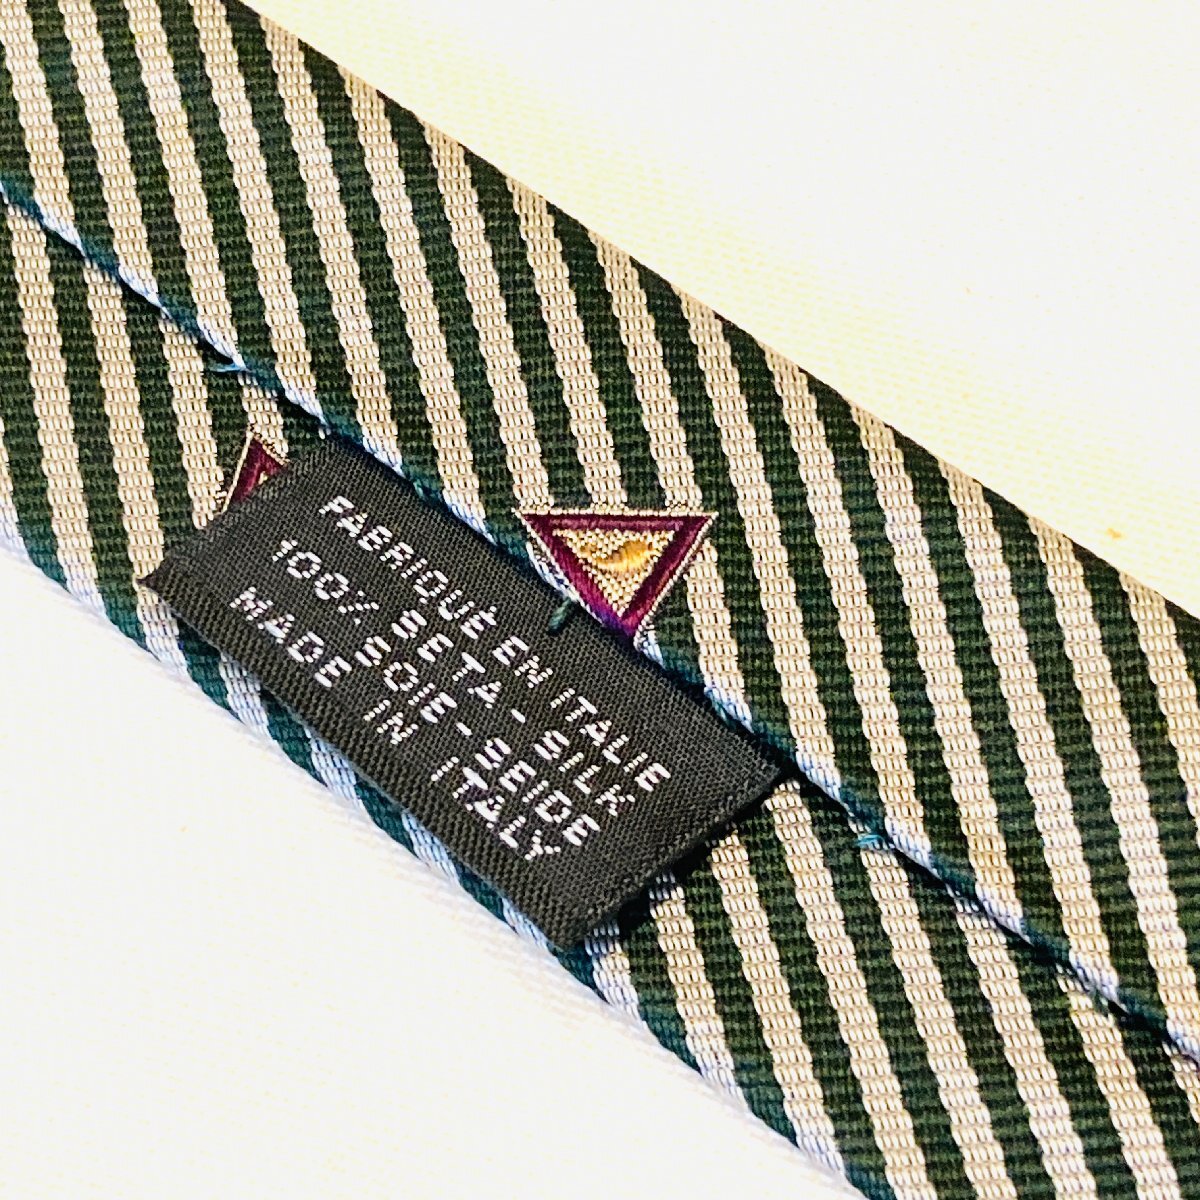 FABRIQUÉ EN ITALIE
100% SETA - SILK
SOIE - SEIDE
MADE IN ITALY